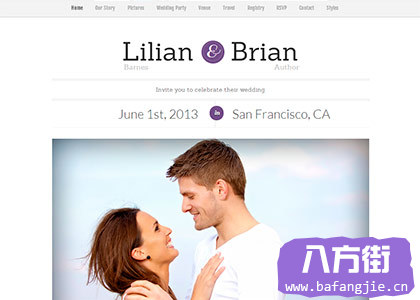 Home Our Story Pictures Wedding Party Venue Travel Registry RSVP Contact Styles
Lilian & Brian
Barnes Author
Invite you to celebrate their wedding
June 1st, 2013 in San Francisco, CA
八方街
www.bafangjie.cn